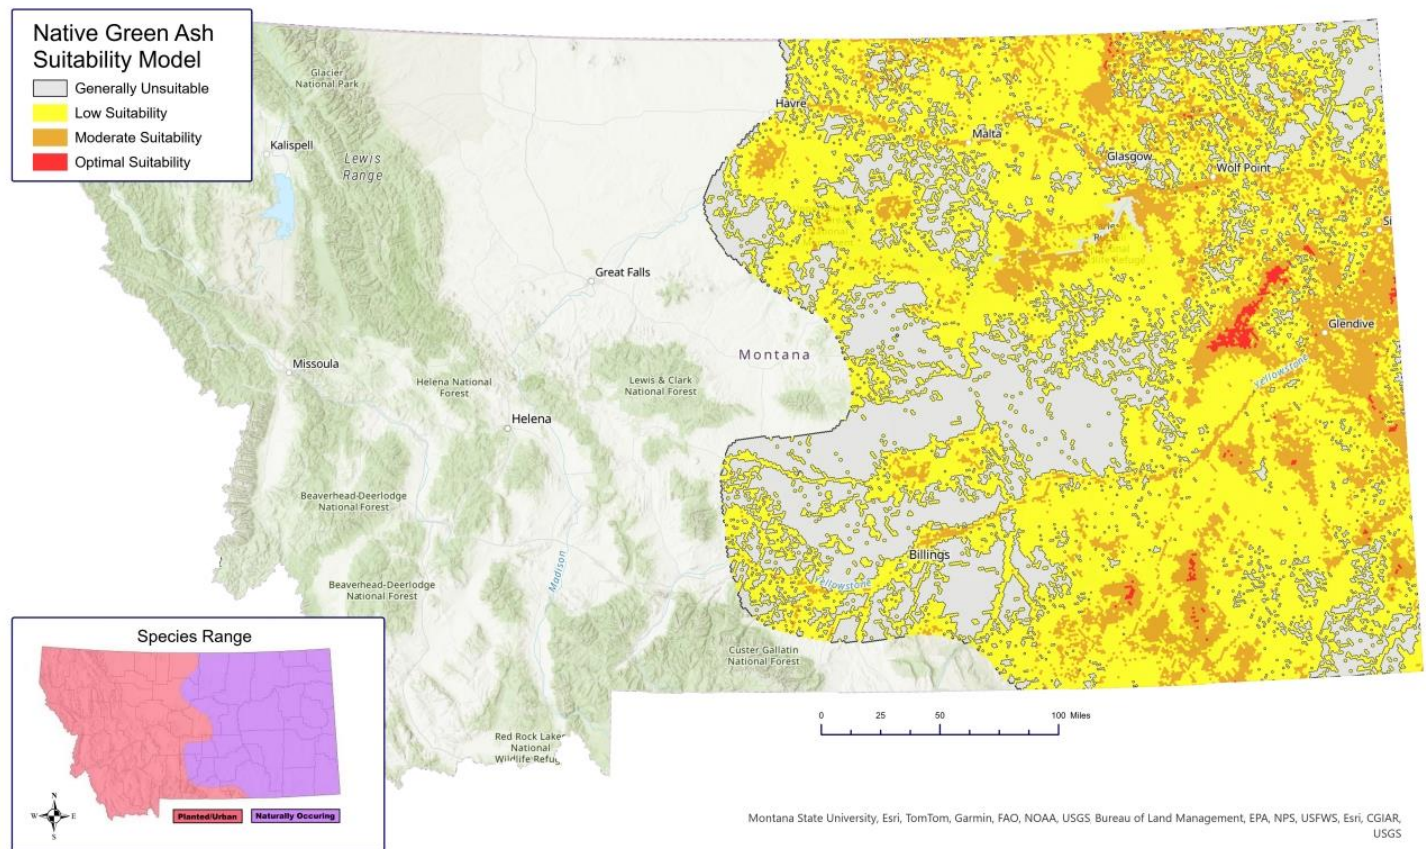 Native Green Ash
Suitability Model
Generally Unsuitable
Low Suitability
Moderate Suitability
Optimal Suitability
Glacier
National Park
Kalispell
Lewis
Range
Havre
Malta
Glasgow
Wolf Point
Si
Great Falls
Glendive
Montana
Missoula
Yellowstone
Helena National
Forest
Lewis & Clark
National Forest
Helena
Beaverhead-Deerlodge
National Forest
Billings
Yellowstone
Madison
Beaverhead-Deerlodge
National Forest
Custer Gallatin
National Forest
Red Rock Lake
National
Wildlife Refug
0 25 50 100 Miles
Species Range
N
W E
S
Planted/Urban
Naturally Occuring
Montana State University, Esri, TomTom, Garmin, FAO, NOAA, USGS, Bureau of Land Management, EPA, NPS, USFWS, Esri, CGIAR,
USGS